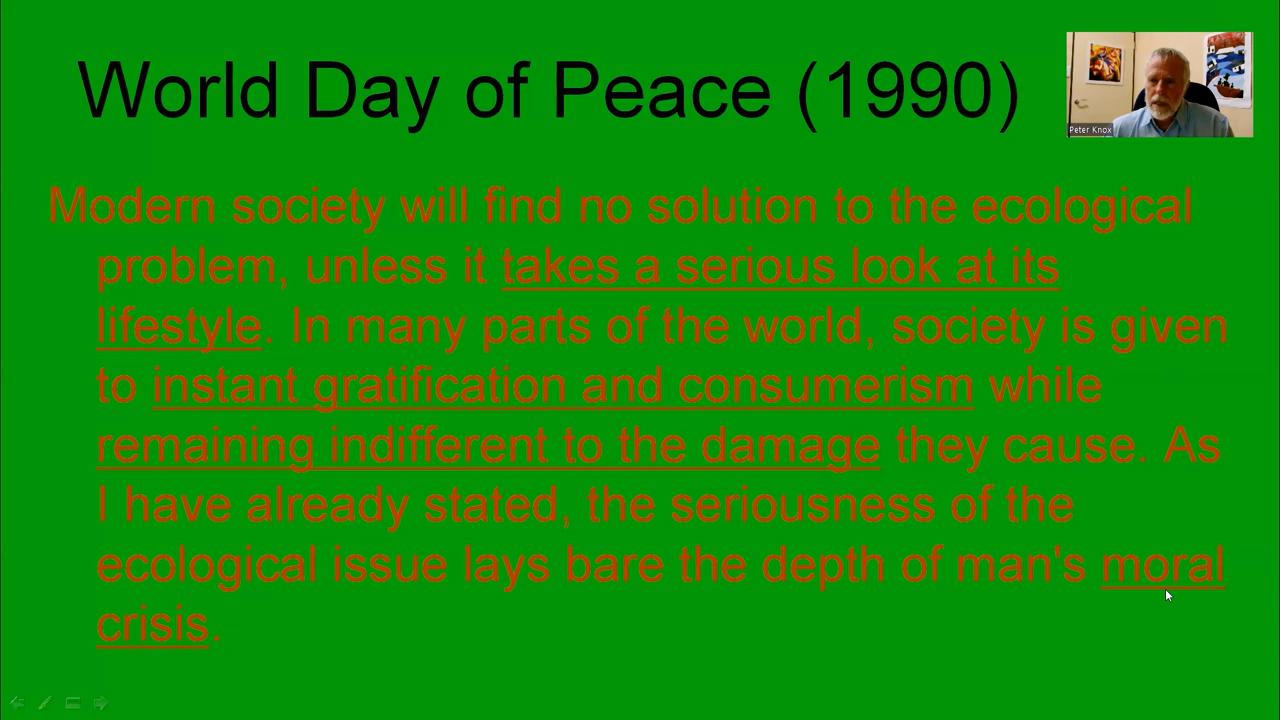 World Day of Peace (1990)
Peter Knox
Modern society will find no solution to the ecological
problem, unless it takes a serious look at its
lifestyle. In many parts of the world, society is given
to instant gratification and consumerism while
remaining indifferent to the damage they cause. As
I have already stated, the seriousness of the
ecological issue lays bare the depth of man's moral
crisis.